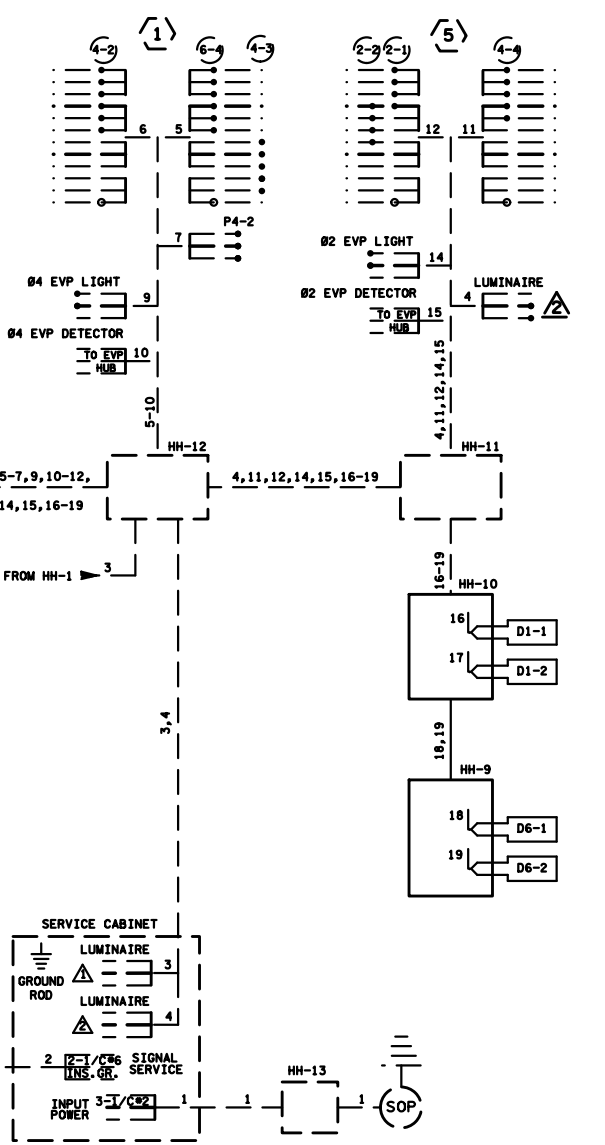 1
5
4-2
6-4
4-3
2-2
2-1
4-4
6
5
12
11
7
P4-2
Ø2 EVP LIGHT
14
Ø4 EVP LIGHT
9
LUMINAIRE
4
2
Ø2 EVP DETECTOR
TO EVP
HUB
15
Ø4 EVP DETECTOR
TO EVP
HUB
10
5-10
4,11,12,14,15
HH-12
HH-11
5-7,9,10-12,
14,15,16-19
4,11,12,14,15,16-19
FROM HH-1
3
16-19
HH-10
16
D1-1
17
D1-2
3,4
18,19
HH-9
18
D6-1
19
D6-2
SERVICE CABINET
LUMINAIRE
1
3
GROUND
ROD
LUMINAIRE
2
4
2
2-1/C#6
INS.GR.
SIGNAL
SERVICE
INPUT
POWER
3-1/C#2
1
1
HH-13
1
SOP